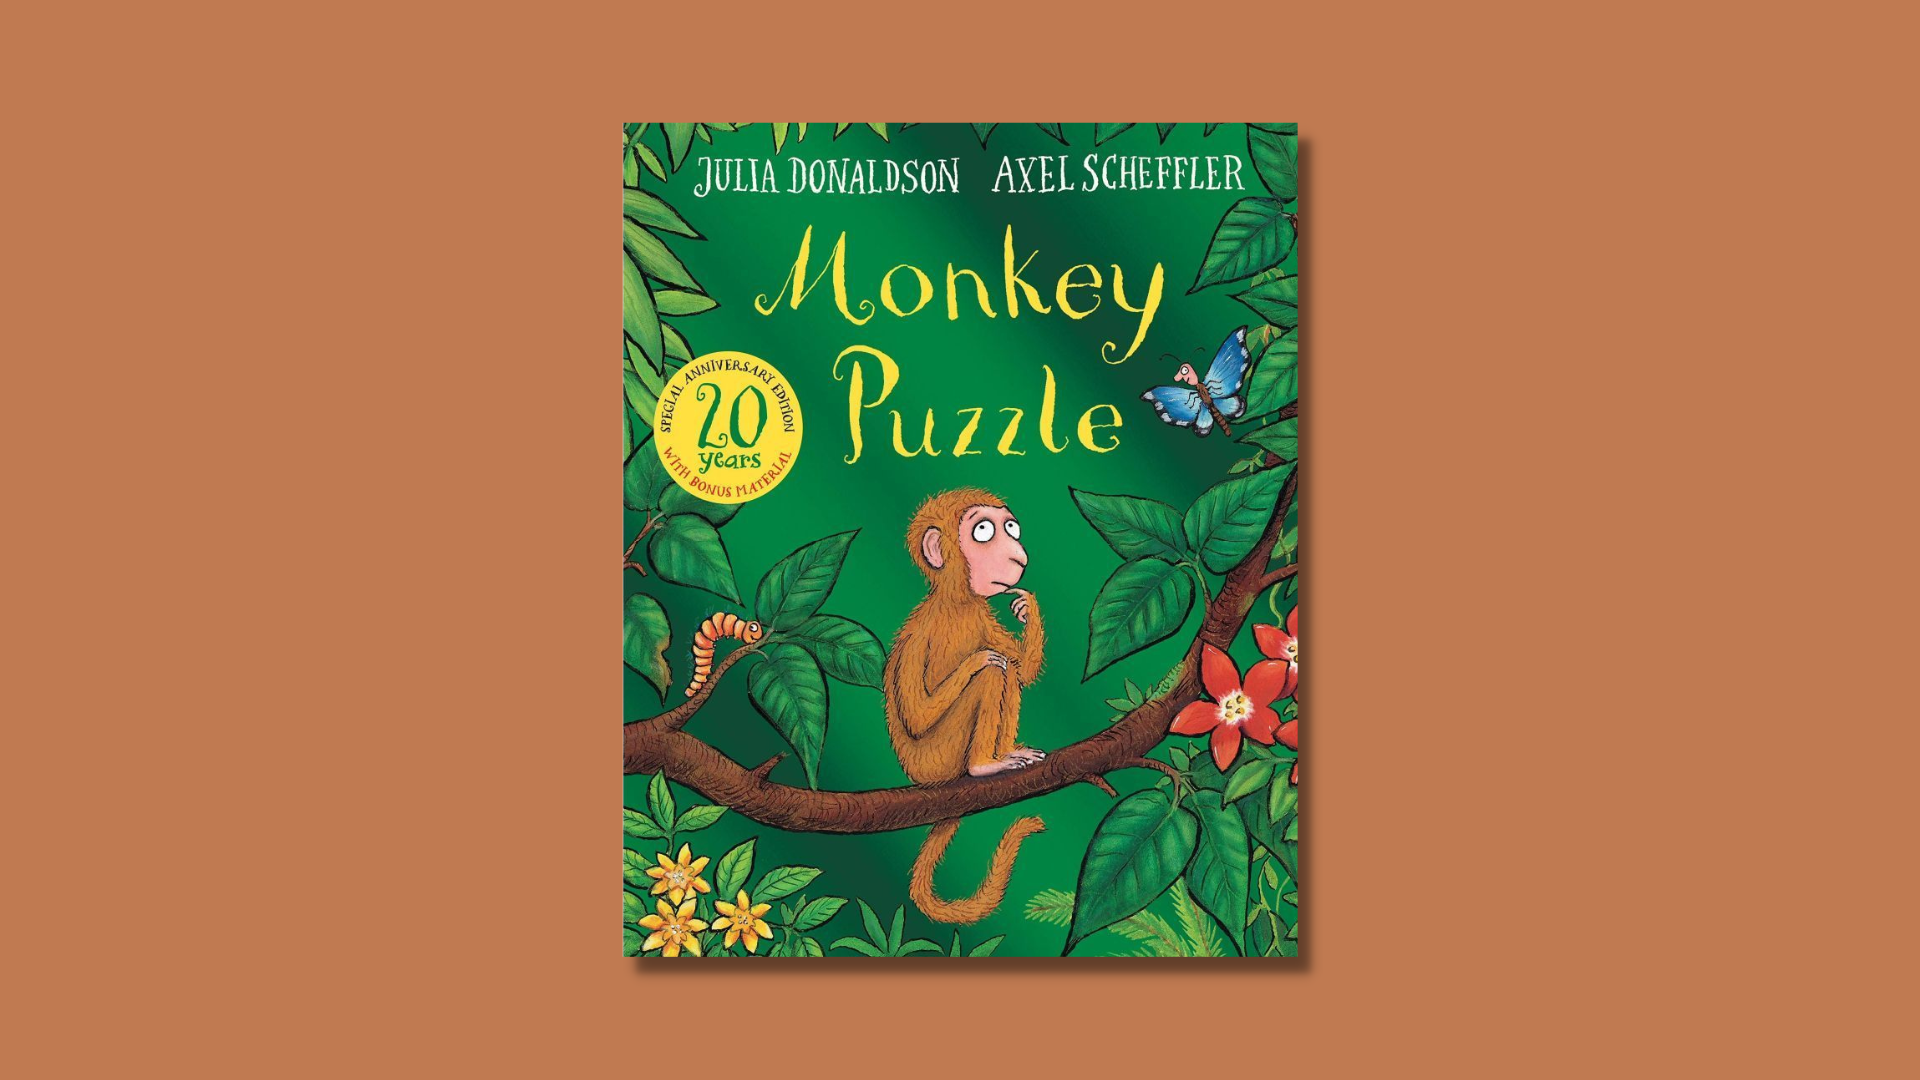 JULIA DONALDSON AXEL SCHEFFLER
Monkey
Puzzle
SPECIAL ANNIVERSARY EDITION
20
years
WITH BONUS MATERIAL